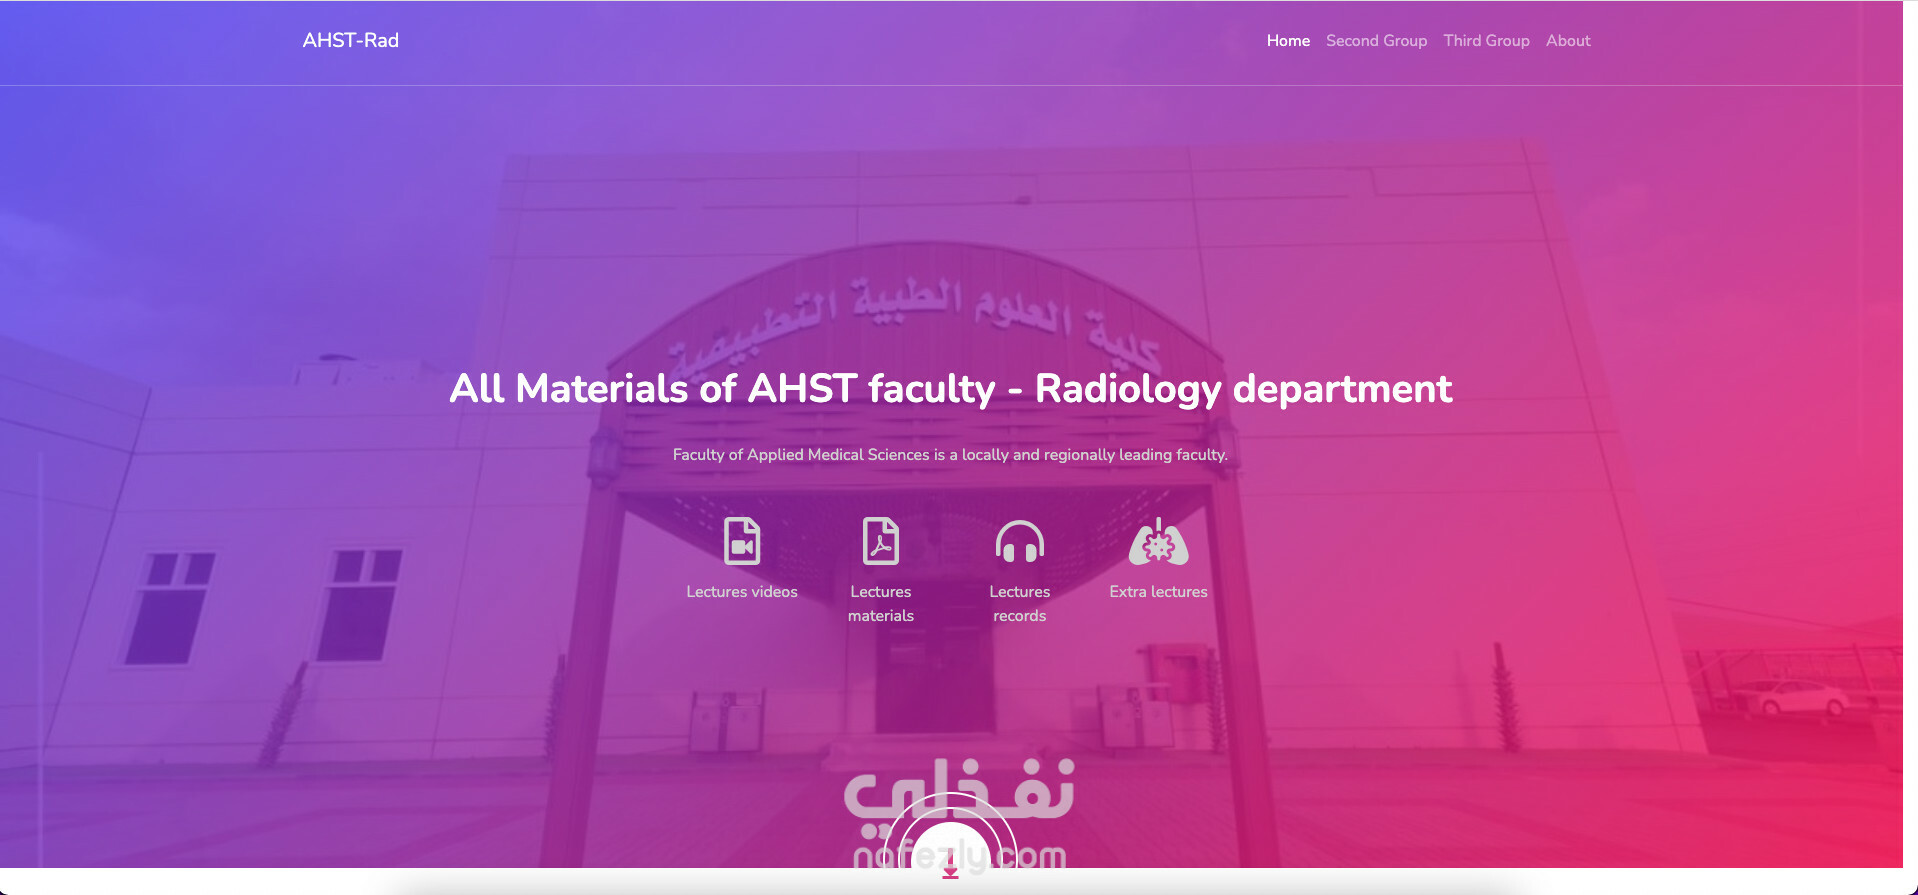 AHST-Rad
Home Second Group Third Group About
كلية العلوم الطبية التطبيقية
All Materials of AHST faculty - Radiology department
Faculty of Applied Medical Sciences is a locally and regionally leading faculty.
Lectures videos
Lectures
materials
Lectures
records
Extra lectures
نفذلي
nafezly.com